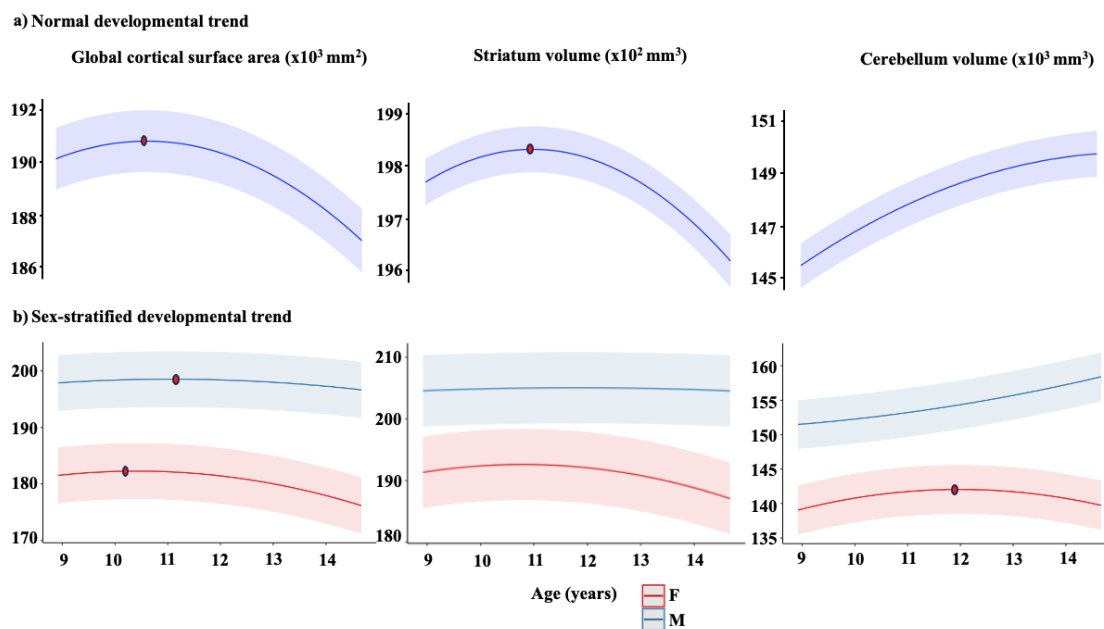 a) Normal developmental trend
Global cortical surface area (x10³ mm²)
Striatum volume (x10² mm³)
Cerebellum volume (x10³ mm³)
192
190
188
186
199
198
197
196
151
149
147
145
b) Sex-stratified developmental trend
200
190
180
170
210
200
190
180
160
155
150
145
140
135
9 10 11 12 13 14
9 10 11 12 13 14
9 10 11 12 13 14
Age (years)
F
M